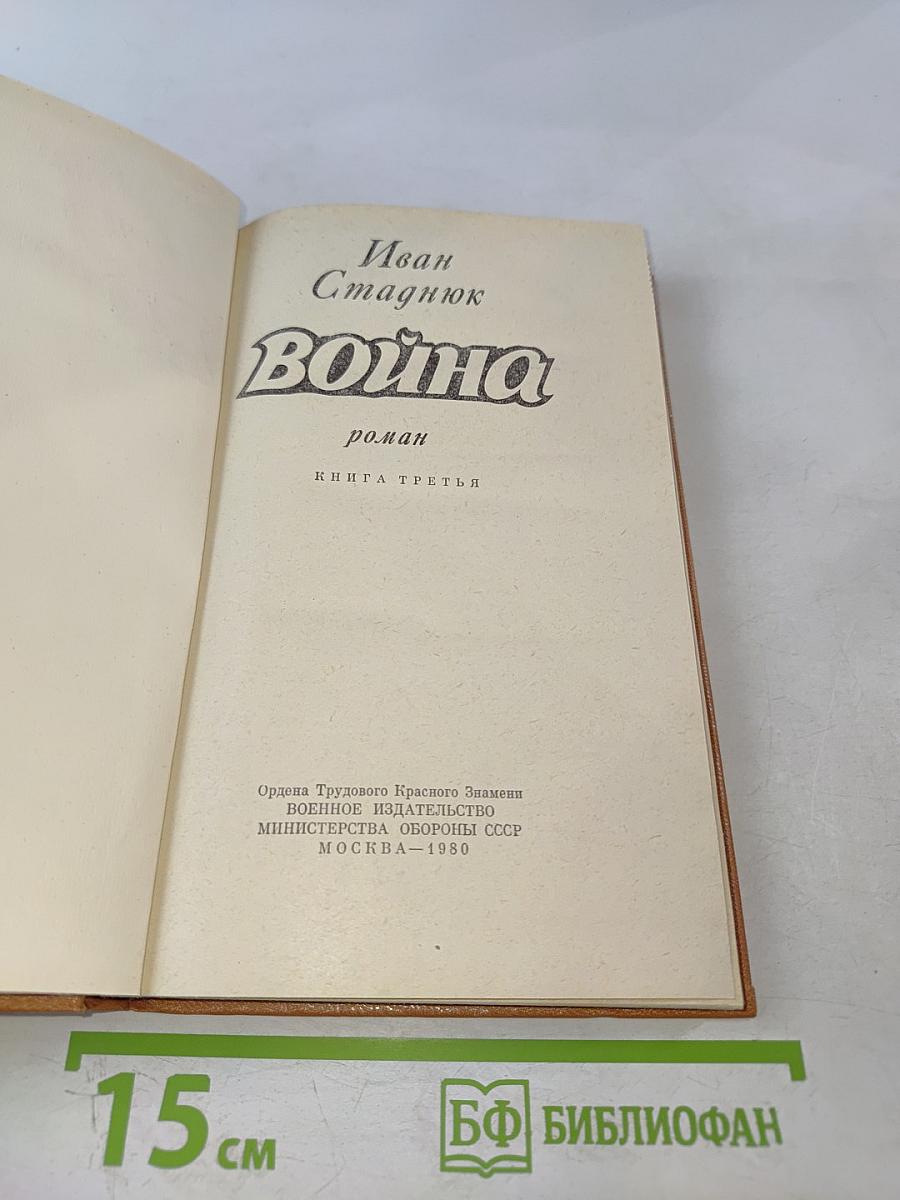 Иван
Стаднюк
ВОЙНА
роман
КНИГА ТРЕТЬЯ
Ордена Трудового Красного Знамени
ВОЕННОЕ ИЗДАТЕЛЬСТВО
МИНИСТЕРСТВА ОБОРОНЫ СССР
МОСКВА—1980
15 см
БФ БИБЛИОФАН